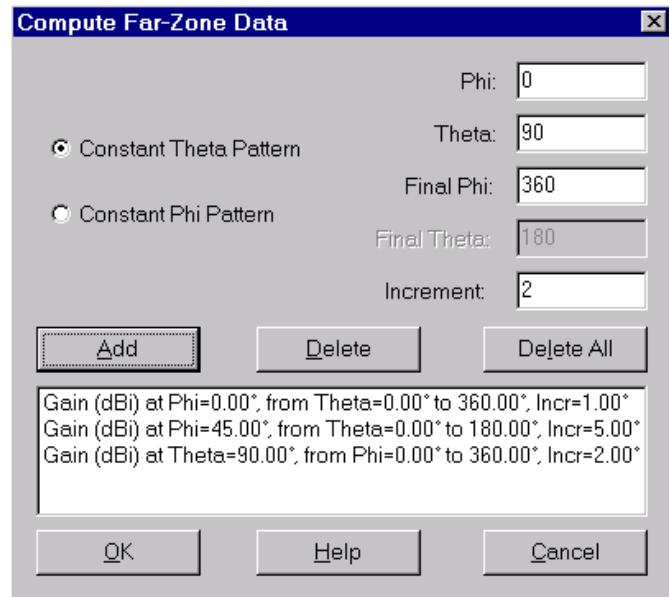 Compute Far-Zone Data
Phi: 0
Constant Theta Pattern
Theta: 90
Constant Phi Pattern
Final Phi: 360
Final Theta: 180
Increment: 2
Add Delete Delete All
Gain (dBi) at Phi=0.00°, from Theta=0.00° to 360.00°, Incr=1.00°
Gain (dBi) at Phi=45.00°, from Theta=0.00° to 180.00°, Incr=5.00°
Gain (dBi) at Theta=90.00°, from Phi=0.00° to 360.00°, Incr=2.00°
OK Help Cancel